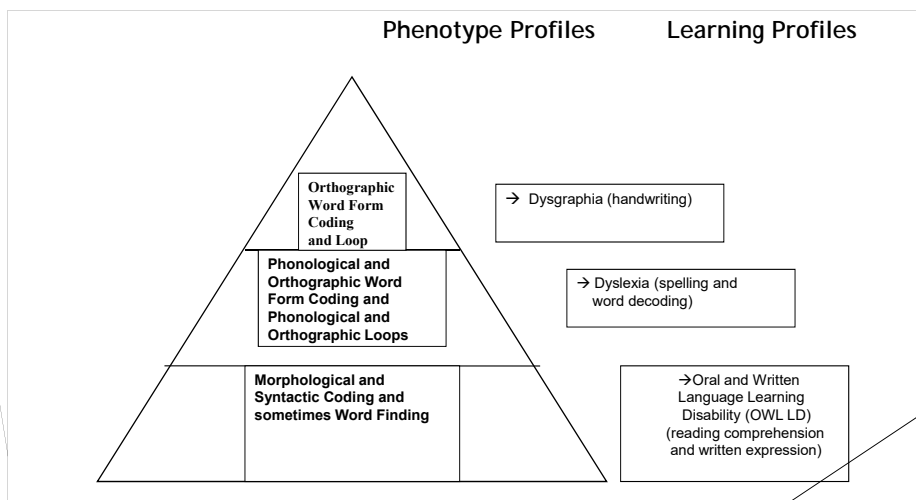 Phenotype Profiles Learning Profiles
Orthographic
Word Form
Coding
and Loop
→ Dysgraphia (handwriting)
Phonological and
Orthographic Word
Form Coding and
Phonological and
Orthographic Loops
→ Dyslexia (spelling and
word decoding)
Morphological and
Syntactic Coding and
sometimes Word Finding
→Oral and Written
Language Learning
Disability (OWL LD)
(reading comprehension
and written expression)